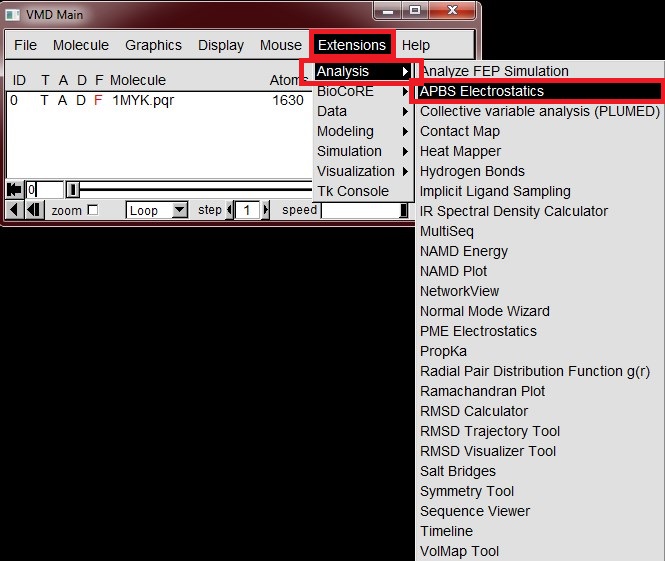 VMD Main
File Molecule Graphics Display Mouse Extensions Help
ID T A D F Molecule Atoms
0 T A D F 1MYK.pqr 1630
0
zoom Loop step 1 speed
Analysis
BioCoRE
Data
Modeling
Simulation
Visualization
Tk Console
Analyze FEP Simulation
APBS Electrostatics
Collective variable analysis (PLUMED)
Contact Map
Heat Mapper
Hydrogen Bonds
Implicit Ligand Sampling
IR Spectral Density Calculator
MultiSeq
NAMD Energy
NAMD Plot
NetworkView
Normal Mode Wizard
PME Electrostatics
PropKa
Radial Pair Distribution Function g(r)
Ramachandran Plot
RMSD Calculator
RMSD Trajectory Tool
RMSD Visualizer Tool
Salt Bridges
Symmetry Tool
Sequence Viewer
Timeline
VolMap Tool